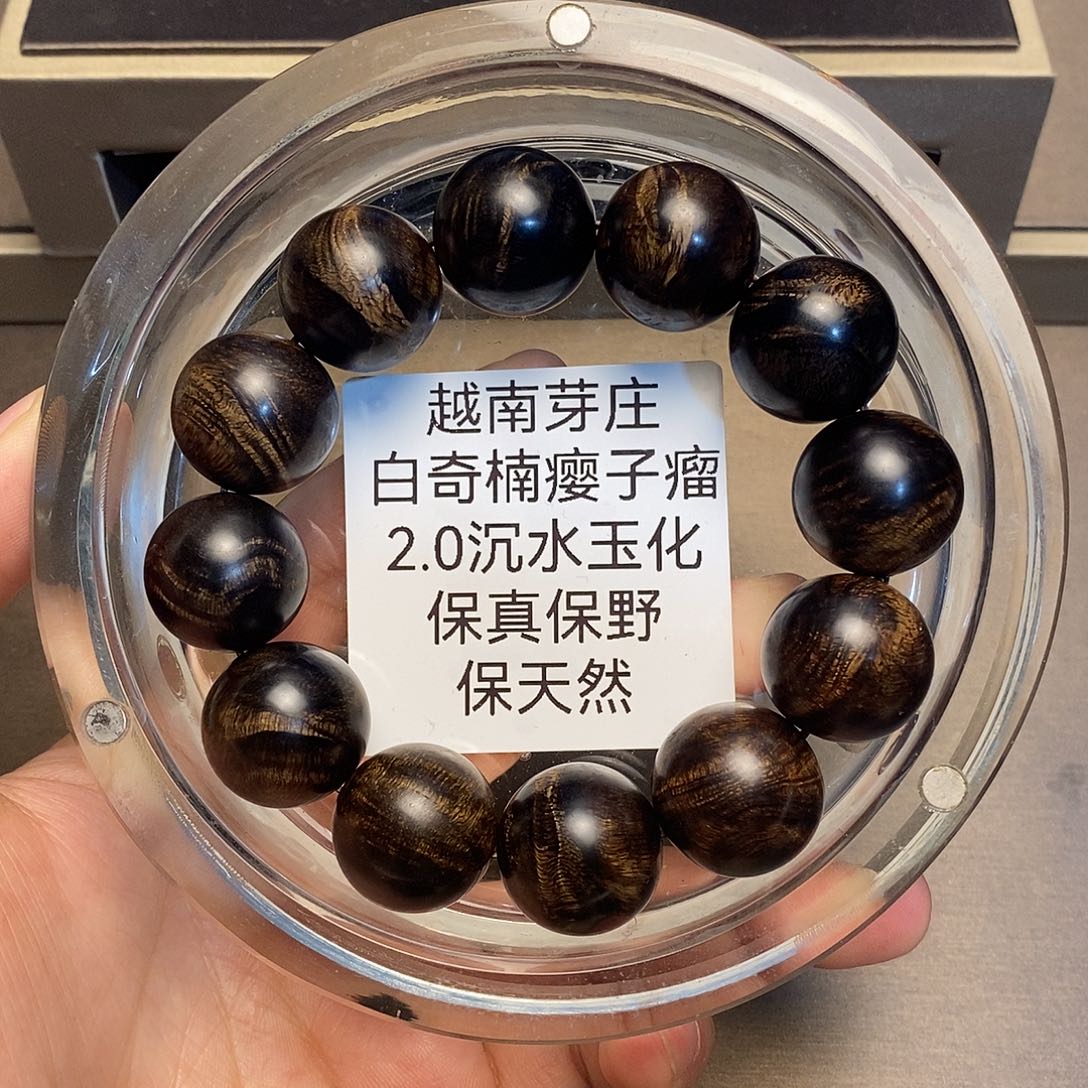 越南芽庄
白奇楠瘿子瘤
2.0沉水玉化
保真保野
保天然